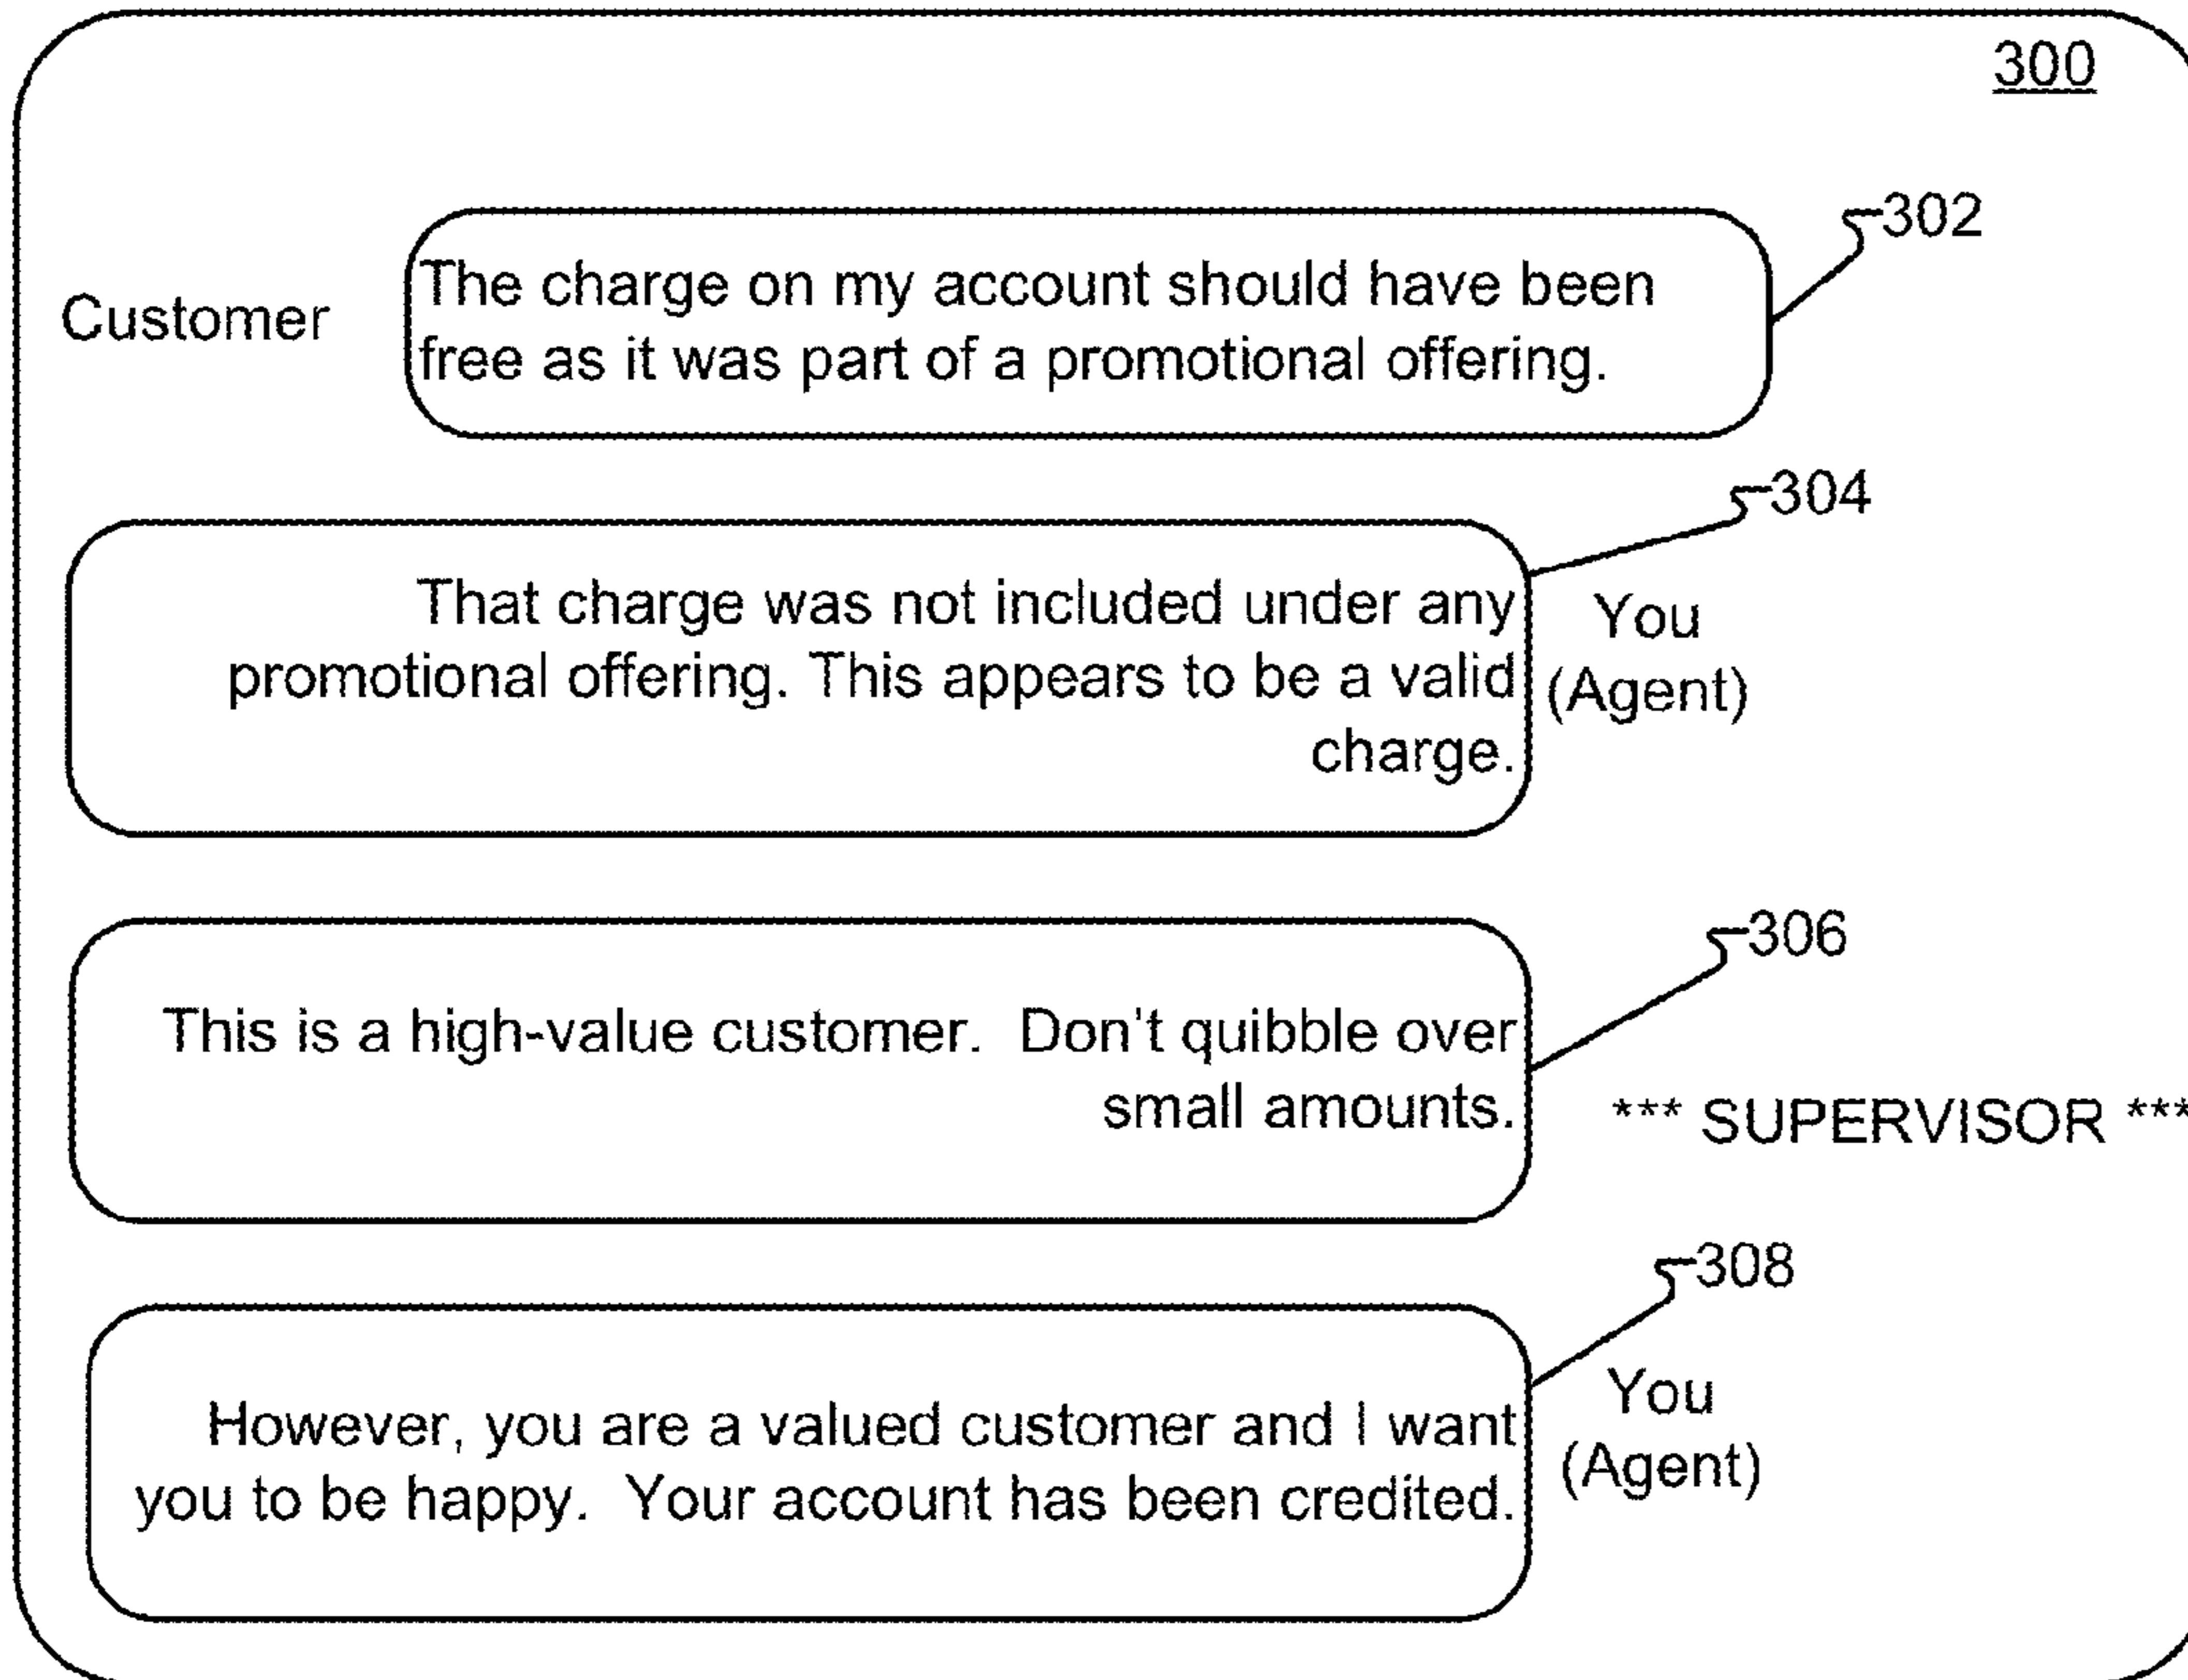 300
302
Customer
The charge on my account should have been
free as it was part of a promotional offering.
304
That charge was not included under any
promotional offering. This appears to be a valid
charge.
You
(Agent)
306
This is a high-value customer.  Don't quibble over
small amounts.
*** SUPERVISOR ***
308
However, you are a valued customer and I want
you to be happy.  Your account has been credited.
You
(Agent)